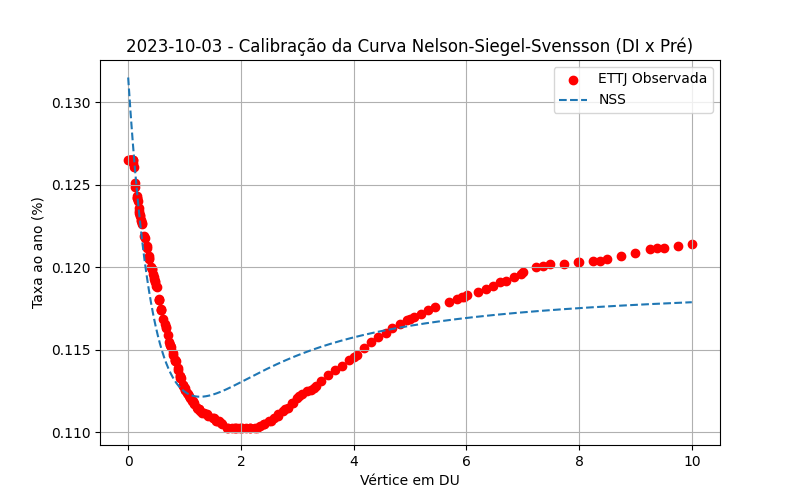 2023-10-03 - Calibração da Curva Nelson-Siegel-Svensson (DI x Pré)
ETTJ Observada
NSS
Taxa ao ano (%)
0.130
0.125
0.120
0.115
0.110
0 2 4 6 8 10
Vértice em DU